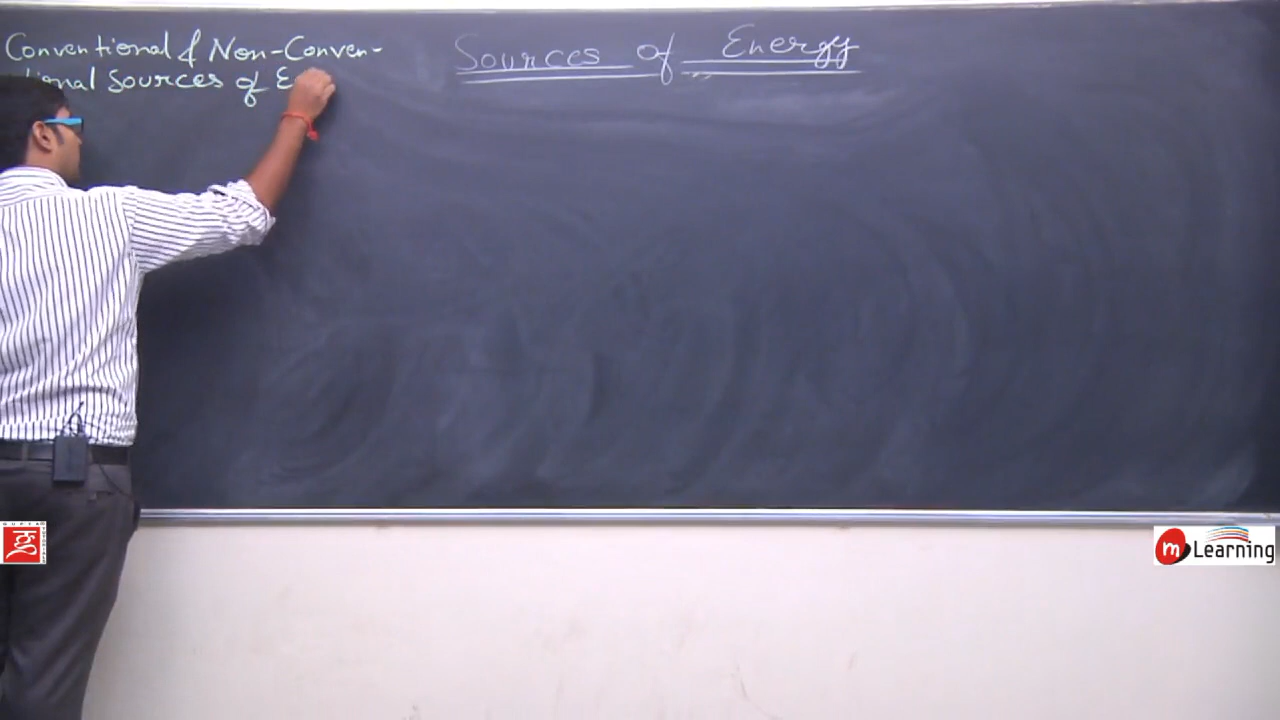 Conventional & Non-Conven-
tional Sources of E
Sources of Energy
m Learning